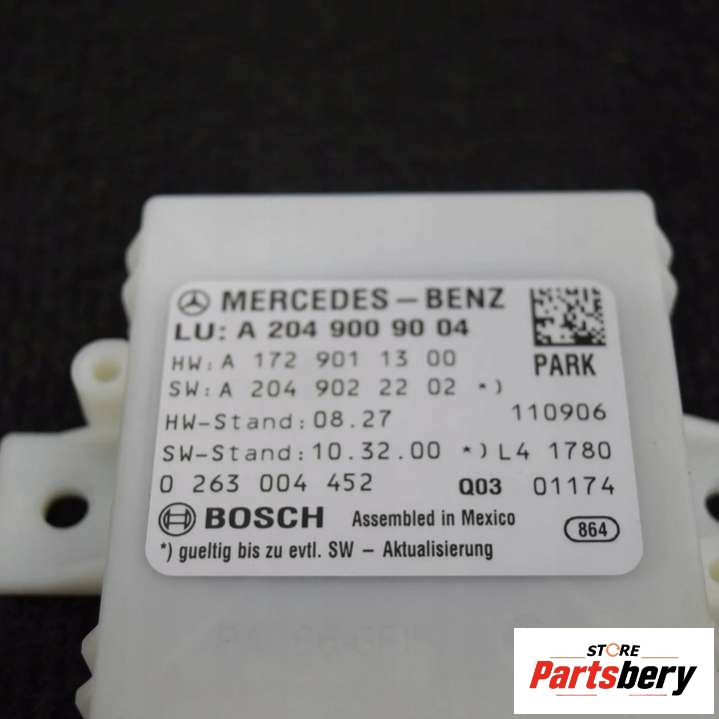 MERCEDES-BENZ
LU: A 204 900 90 04
HW: A 172 901 13 00
PARK
SW: A 204 902 22 02 *)
HW-Stand: 08.27
110906
SW-Stand: 10.32.00 *) L4 1780
0 263 004 452
Q03 01174
BOSCH Assembled in Mexico
864
*) gueltig bis zu evtl. SW - Aktualisierung
STORE
Partsbery